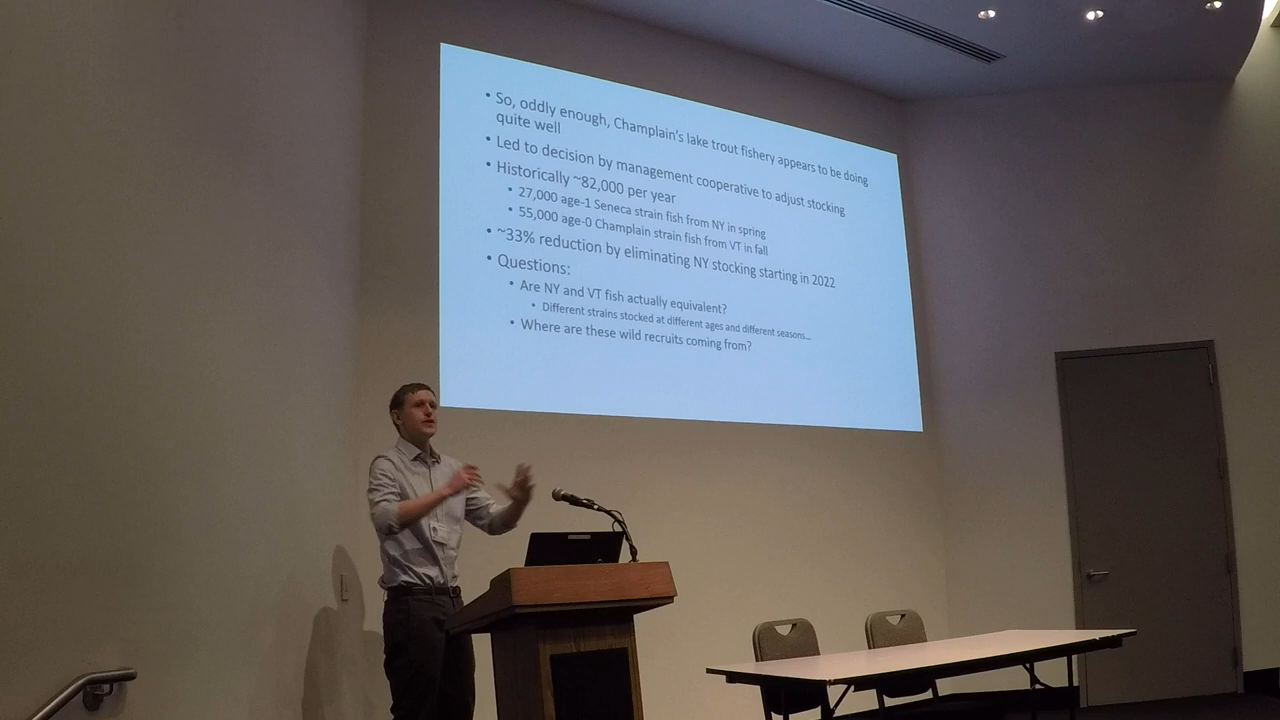 • So, oddly enough, Champlain's lake trout fishery appears to be doing
quite well
• Led to decision by management cooperative to adjust stocking
• Historically ~82,000 per year
• 27,000 age-1 Seneca strain fish from NY in spring
• 55,000 age-0 Champlain strain fish from VT in fall
• ~33% reduction by eliminating NY stocking starting in 2022
• Questions:
• Are NY and VT fish actually equivalent?
• Different strains stocked at different ages and different seasons…
• Where are these wild recruits coming from?